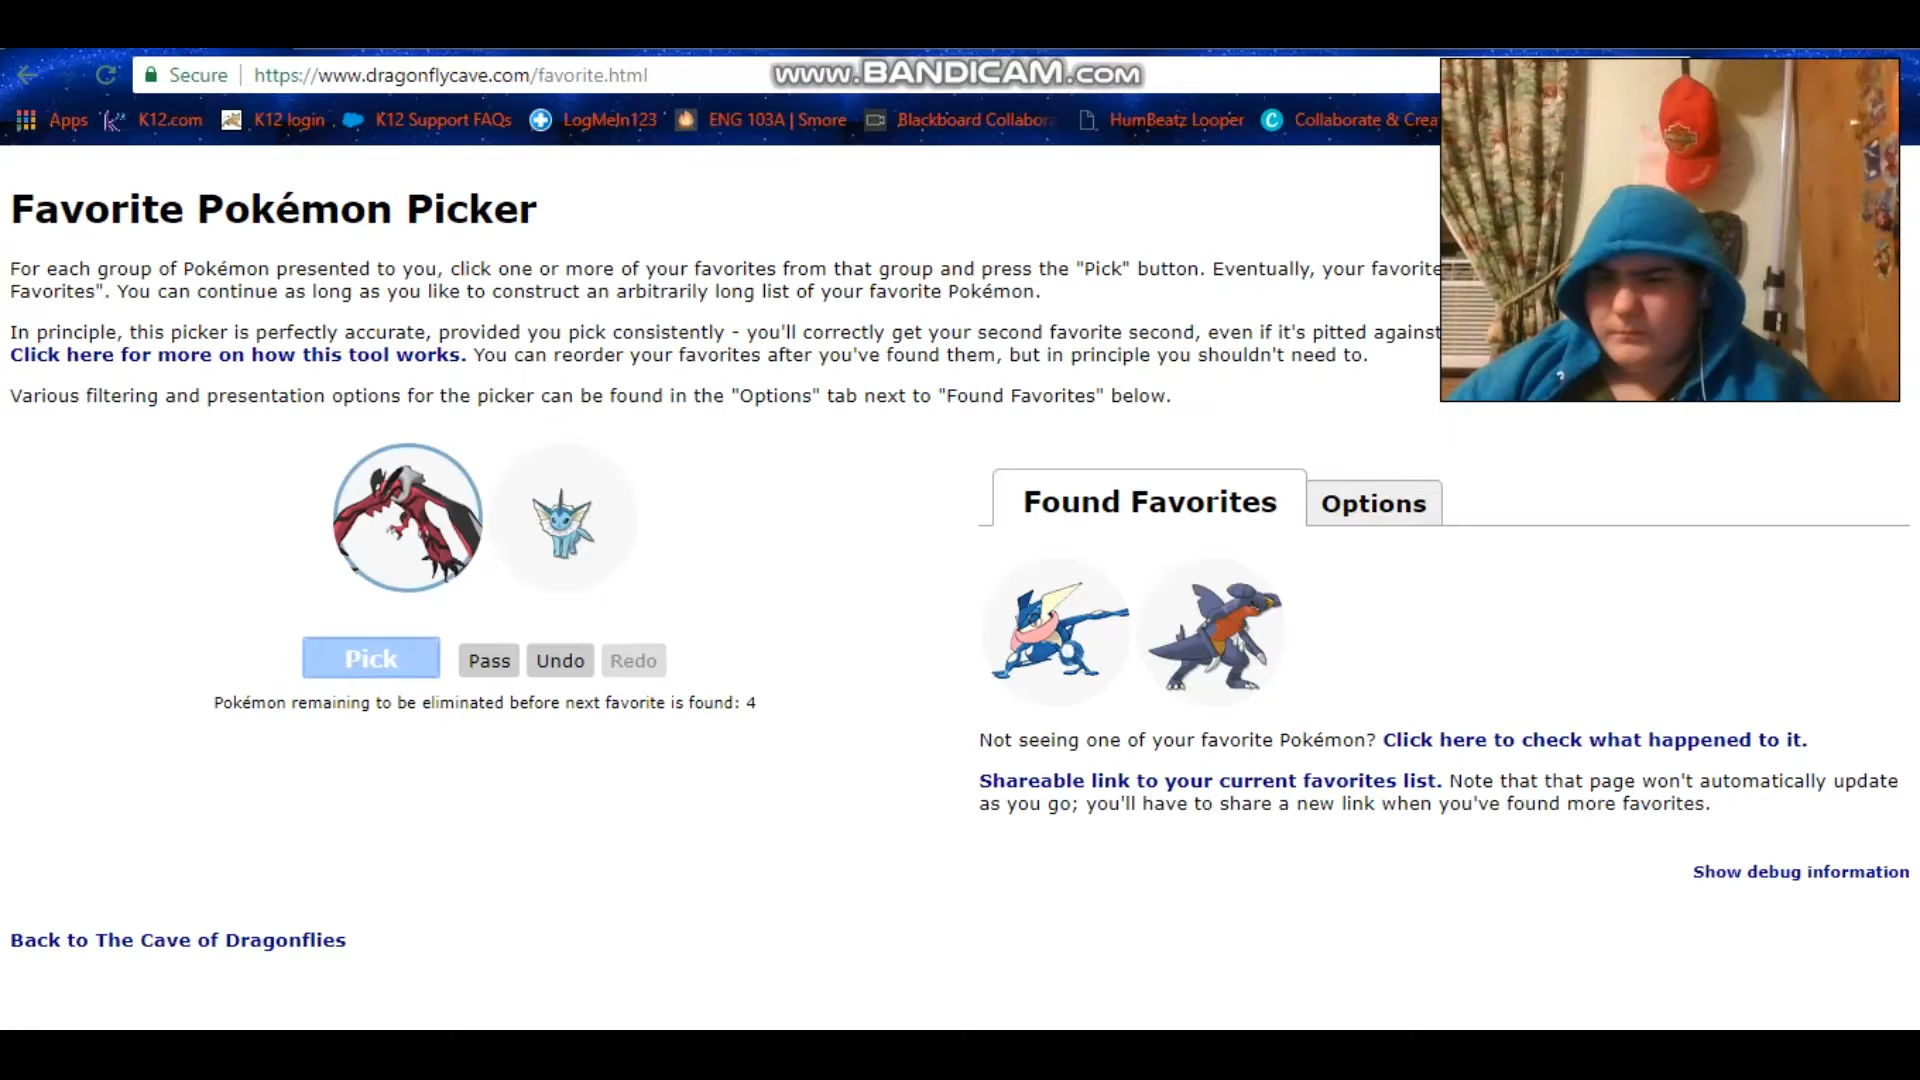 Secure https://www.dragonflycave.com/favorite.html www.BANDICAM.com
Apps K12.com K12 login K12 Support FAQs LogMeIn123 ENG 103A | Smore Blackboard Collabora HumBeatz Looper Collaborate & Crea
Favorite Pokémon Picker
For each group of Pokémon presented to you, click one or more of your favorites from that group and press the "Pick" button. Eventually, your favorite
Favorites". You can continue as long as you like to construct an arbitrarily long list of your favorite Pokémon.
In principle, this picker is perfectly accurate, provided you pick consistently - you'll correctly get your second favorite second, even if it's pitted against
Click here for more on how this tool works. You can reorder your favorites after you've found them, but in principle you shouldn't need to.
Various filtering and presentation options for the picker can be found in the "Options" tab next to "Found Favorites" below.
Found Favorites Options
Pick Pass Undo Redo
Pokémon remaining to be eliminated before next favorite is found: 4
Not seeing one of your favorite Pokémon? Click here to check what happened to it.
Shareable link to your current favorites list. Note that that page won't automatically update
as you go; you'll have to share a new link when you've found more favorites.
Show debug information
Back to The Cave of Dragonflies